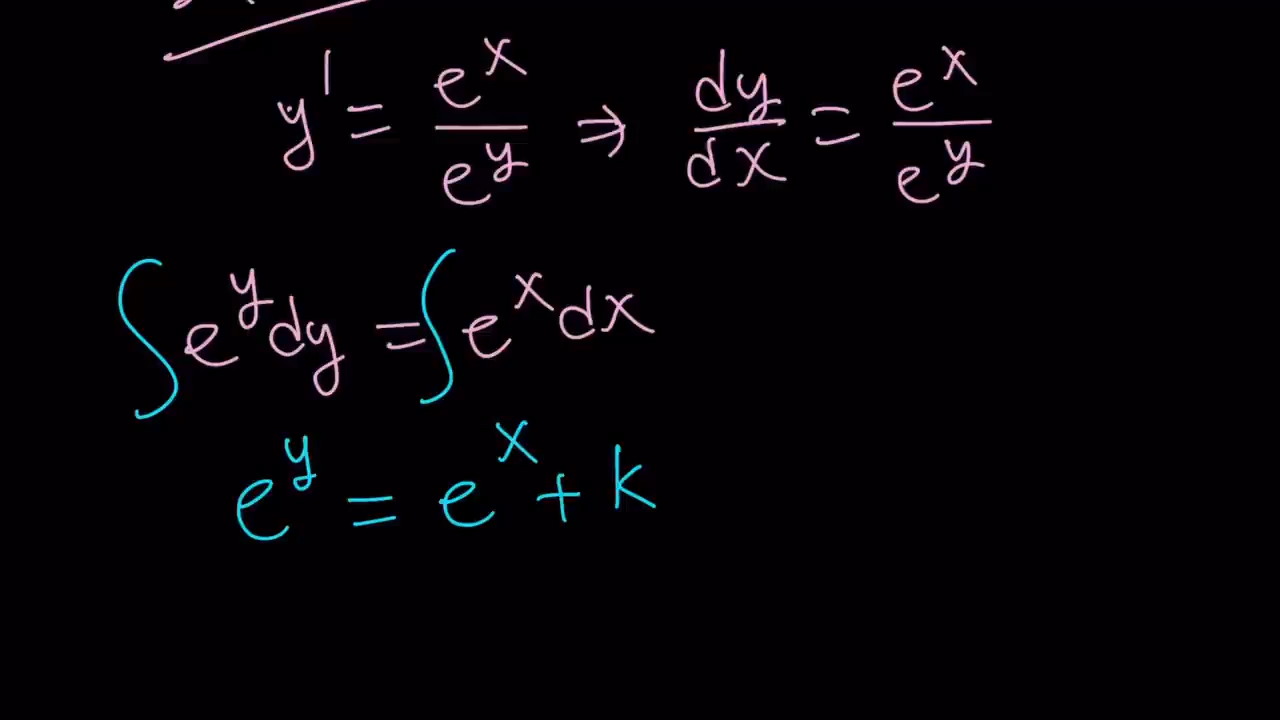 y' = e^x / e^y ⇒ dy/dx = e^x / e^y
∫ e^y dy = ∫ e^x dx
e^y = e^x + k